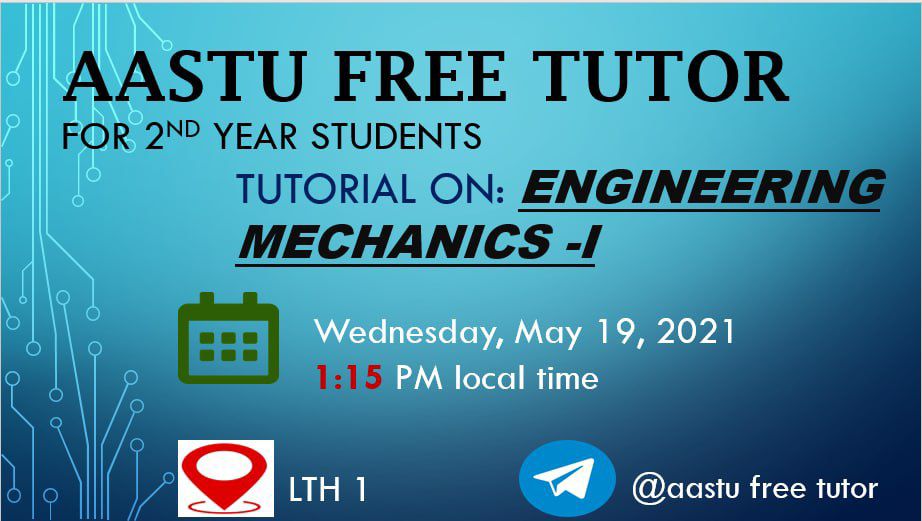 AASTU FREE TUTOR
FOR 2ND YEAR STUDENTS
TUTORIAL ON: ENGINEERING
MECHANICS -I
Wednesday, May 19, 2021
1:15 PM local time
LTH 1
@aastu free tutor